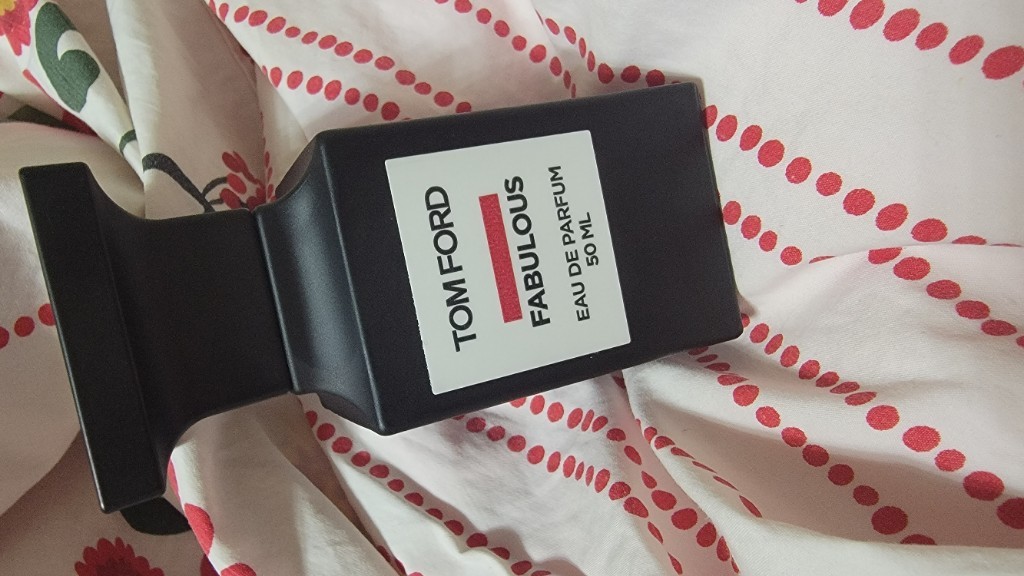 TOM FORD
FABULOUS
EAU DE PARFUM
50 ML